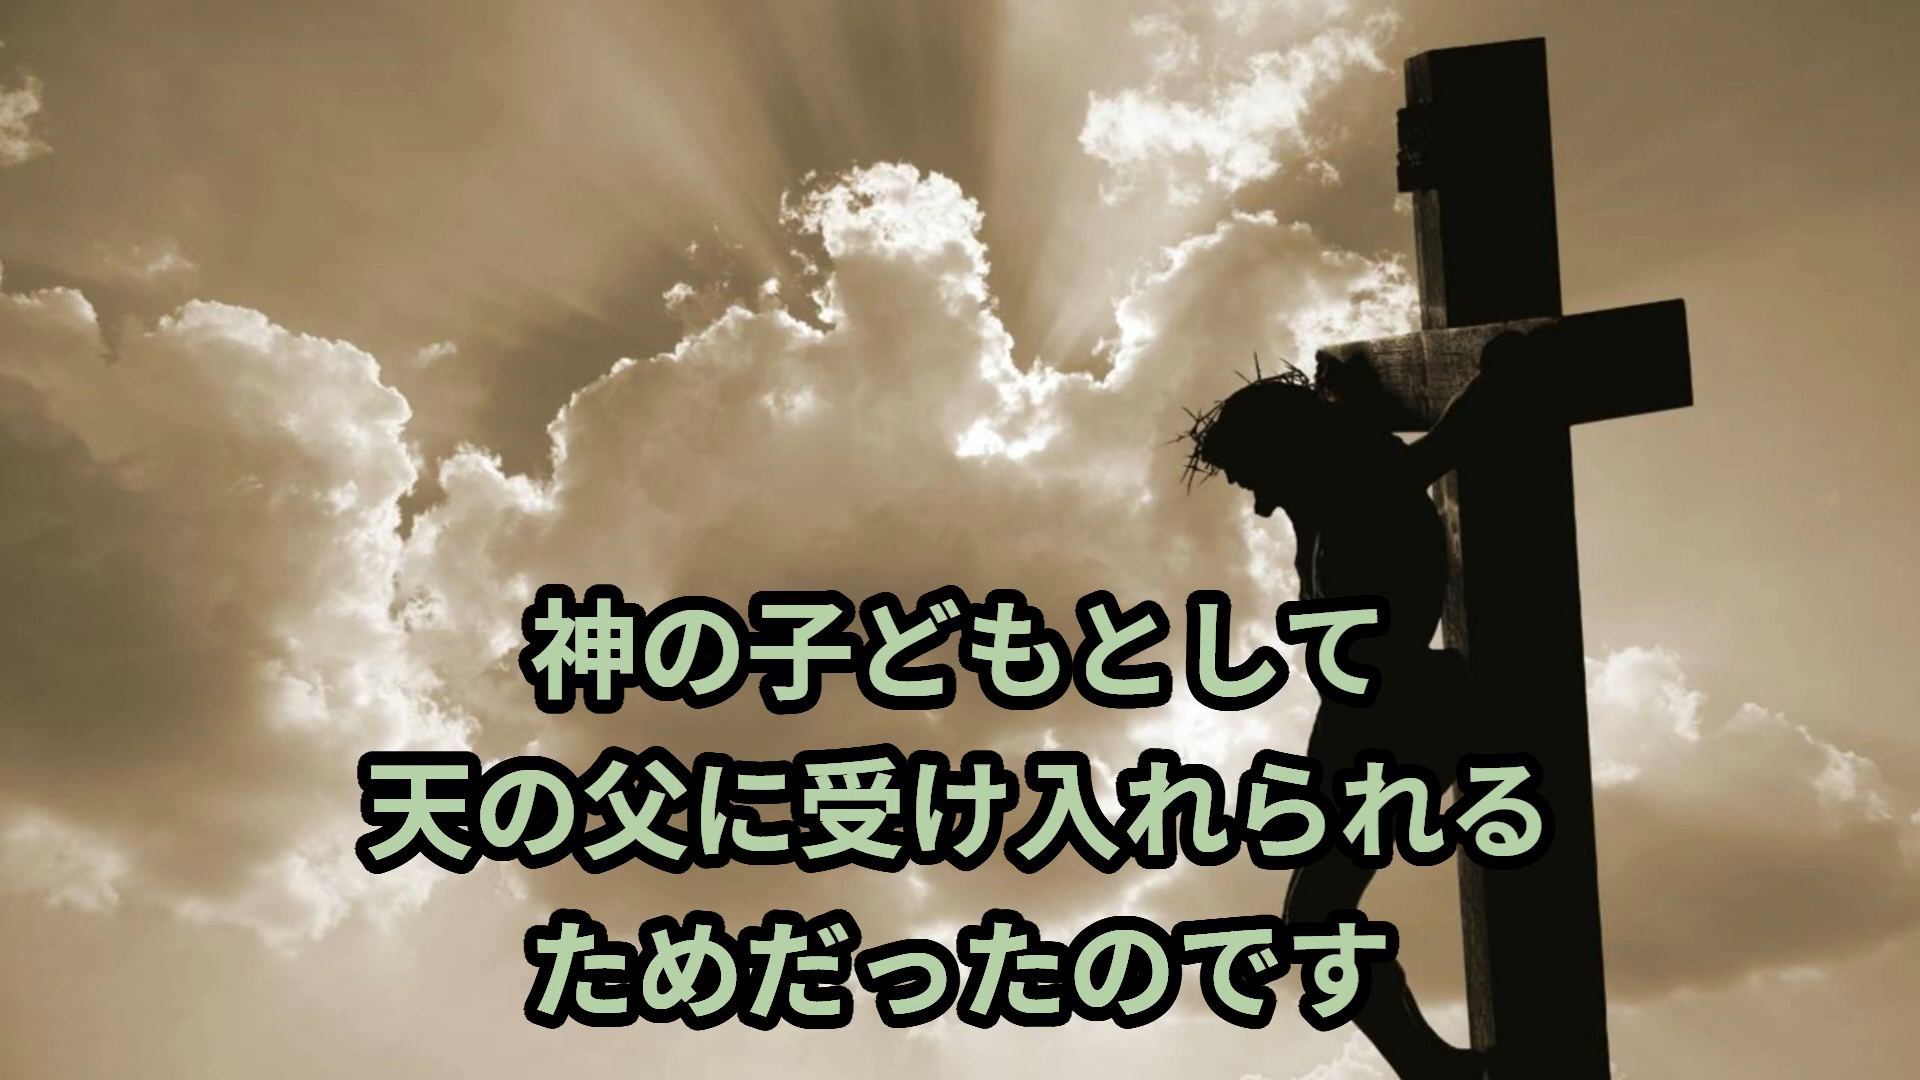 神の子どもとして
天の父に受け入れられる
ためだったのです